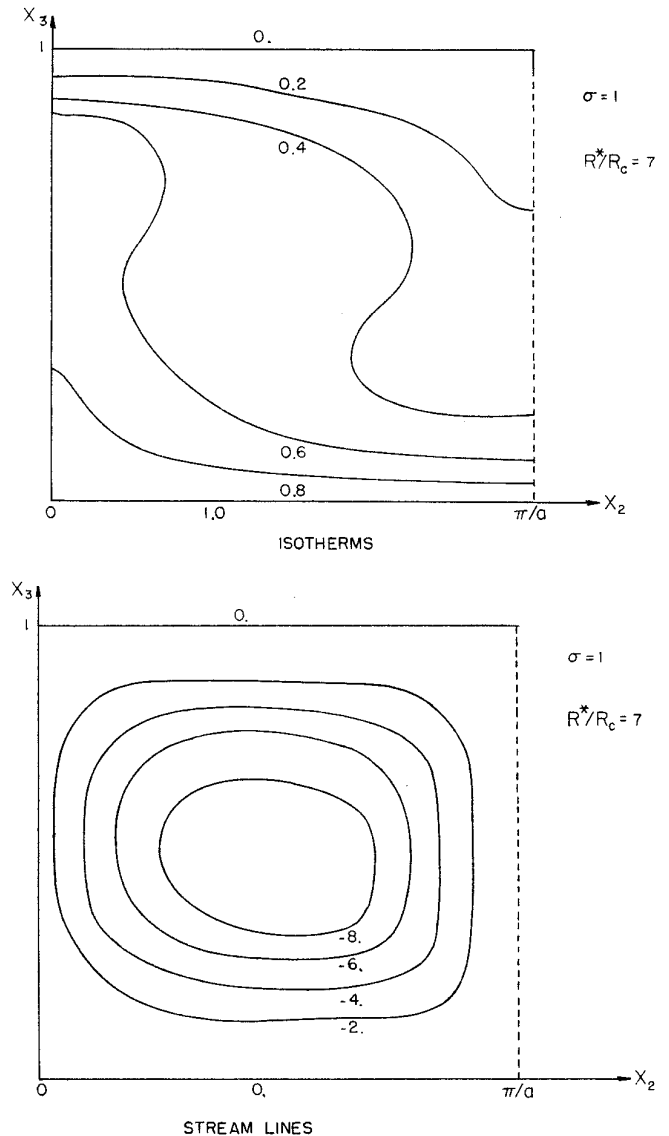 X₃
1
0.
0.2
σ = 1
0.4
R*/Rc = 7
0.6
0.8
0
1.0
π/a
X₂
ISOTHERMS
X₃
1
0.
σ = 1
R*/Rc = 7
-8.
-6.
-4.
-2.
0
0.
π/a
X₂
STREAM LINES